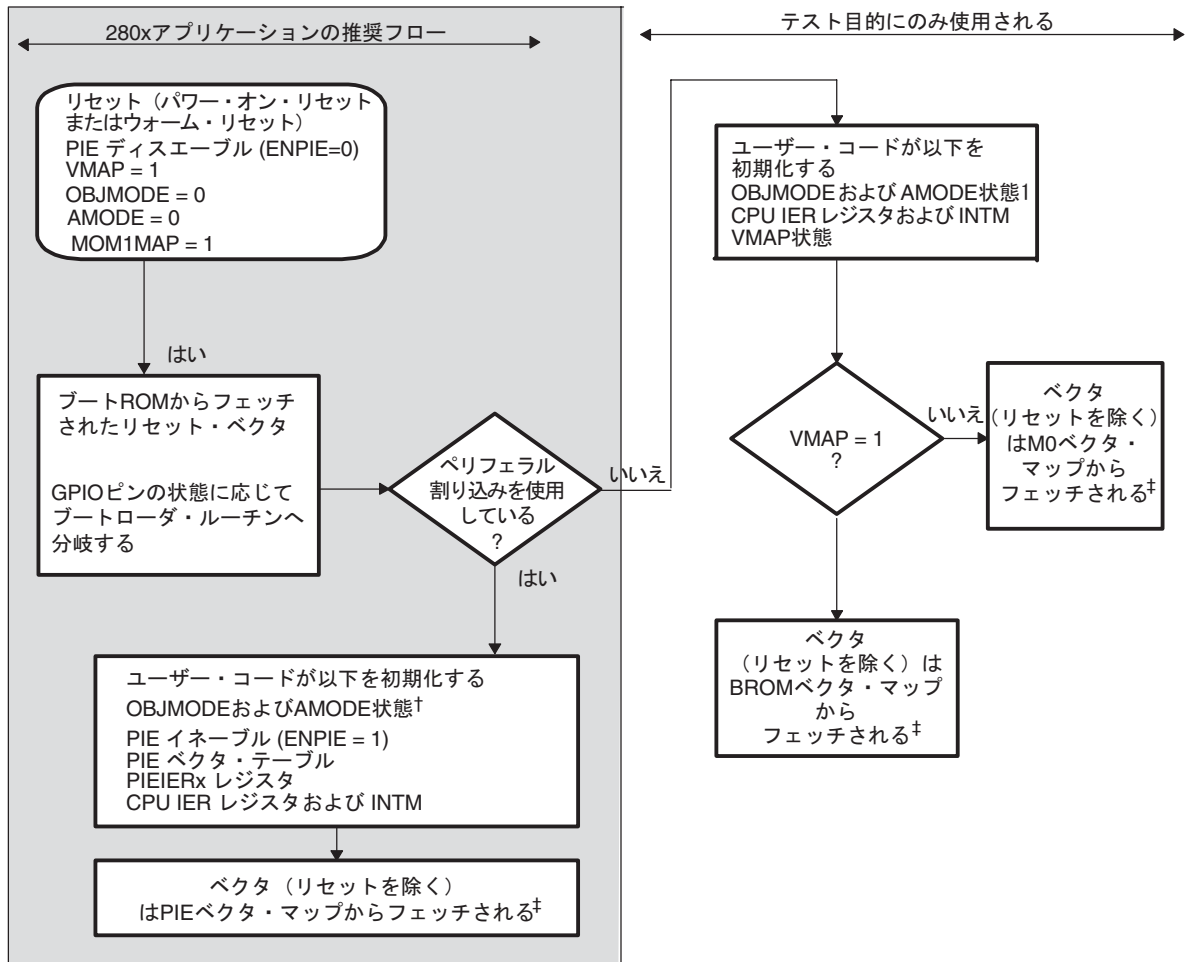 280xアプリケーションの推奨フロー
テスト目的にのみ使用される
リセット（パワー・オン・リセット
またはウォーム・リセット）
PIE ディスエーブル (ENPIE=0)
VMAP = 1
OBJMODE = 0
AMODE = 0
MOM1MAP = 1
はい
ブートROMからフェッチ
されたリセット・ベクタ
GPIOピンの状態に応じて
ブートローダ・ルーチンへ
分岐する
ペリフェラル
割り込みを使用
している
?
いいえ
はい
ユーザー・コードが以下を初期化する
OBJMODEおよびAMODE状態†
PIE イネーブル (ENPIE = 1)
PIE ベクタ・テーブル
PIEIERx レジスタ
CPU IER レジスタおよび INTM
ベクタ（リセットを除く）
はPIEベクタ・マップからフェッチされる‡
ユーザー・コードが以下を
初期化する
OBJMODEおよび AMODE状態1
CPU IER レジスタおよび INTM
VMAP状態
VMAP = 1
?
いいえ
ベクタ
（リセットを除く）
はM0ベクタ・
マップから
フェッチされる‡
ベクタ
（リセットを除く）は
BROMベクタ・マップ
から
フェッチされる‡